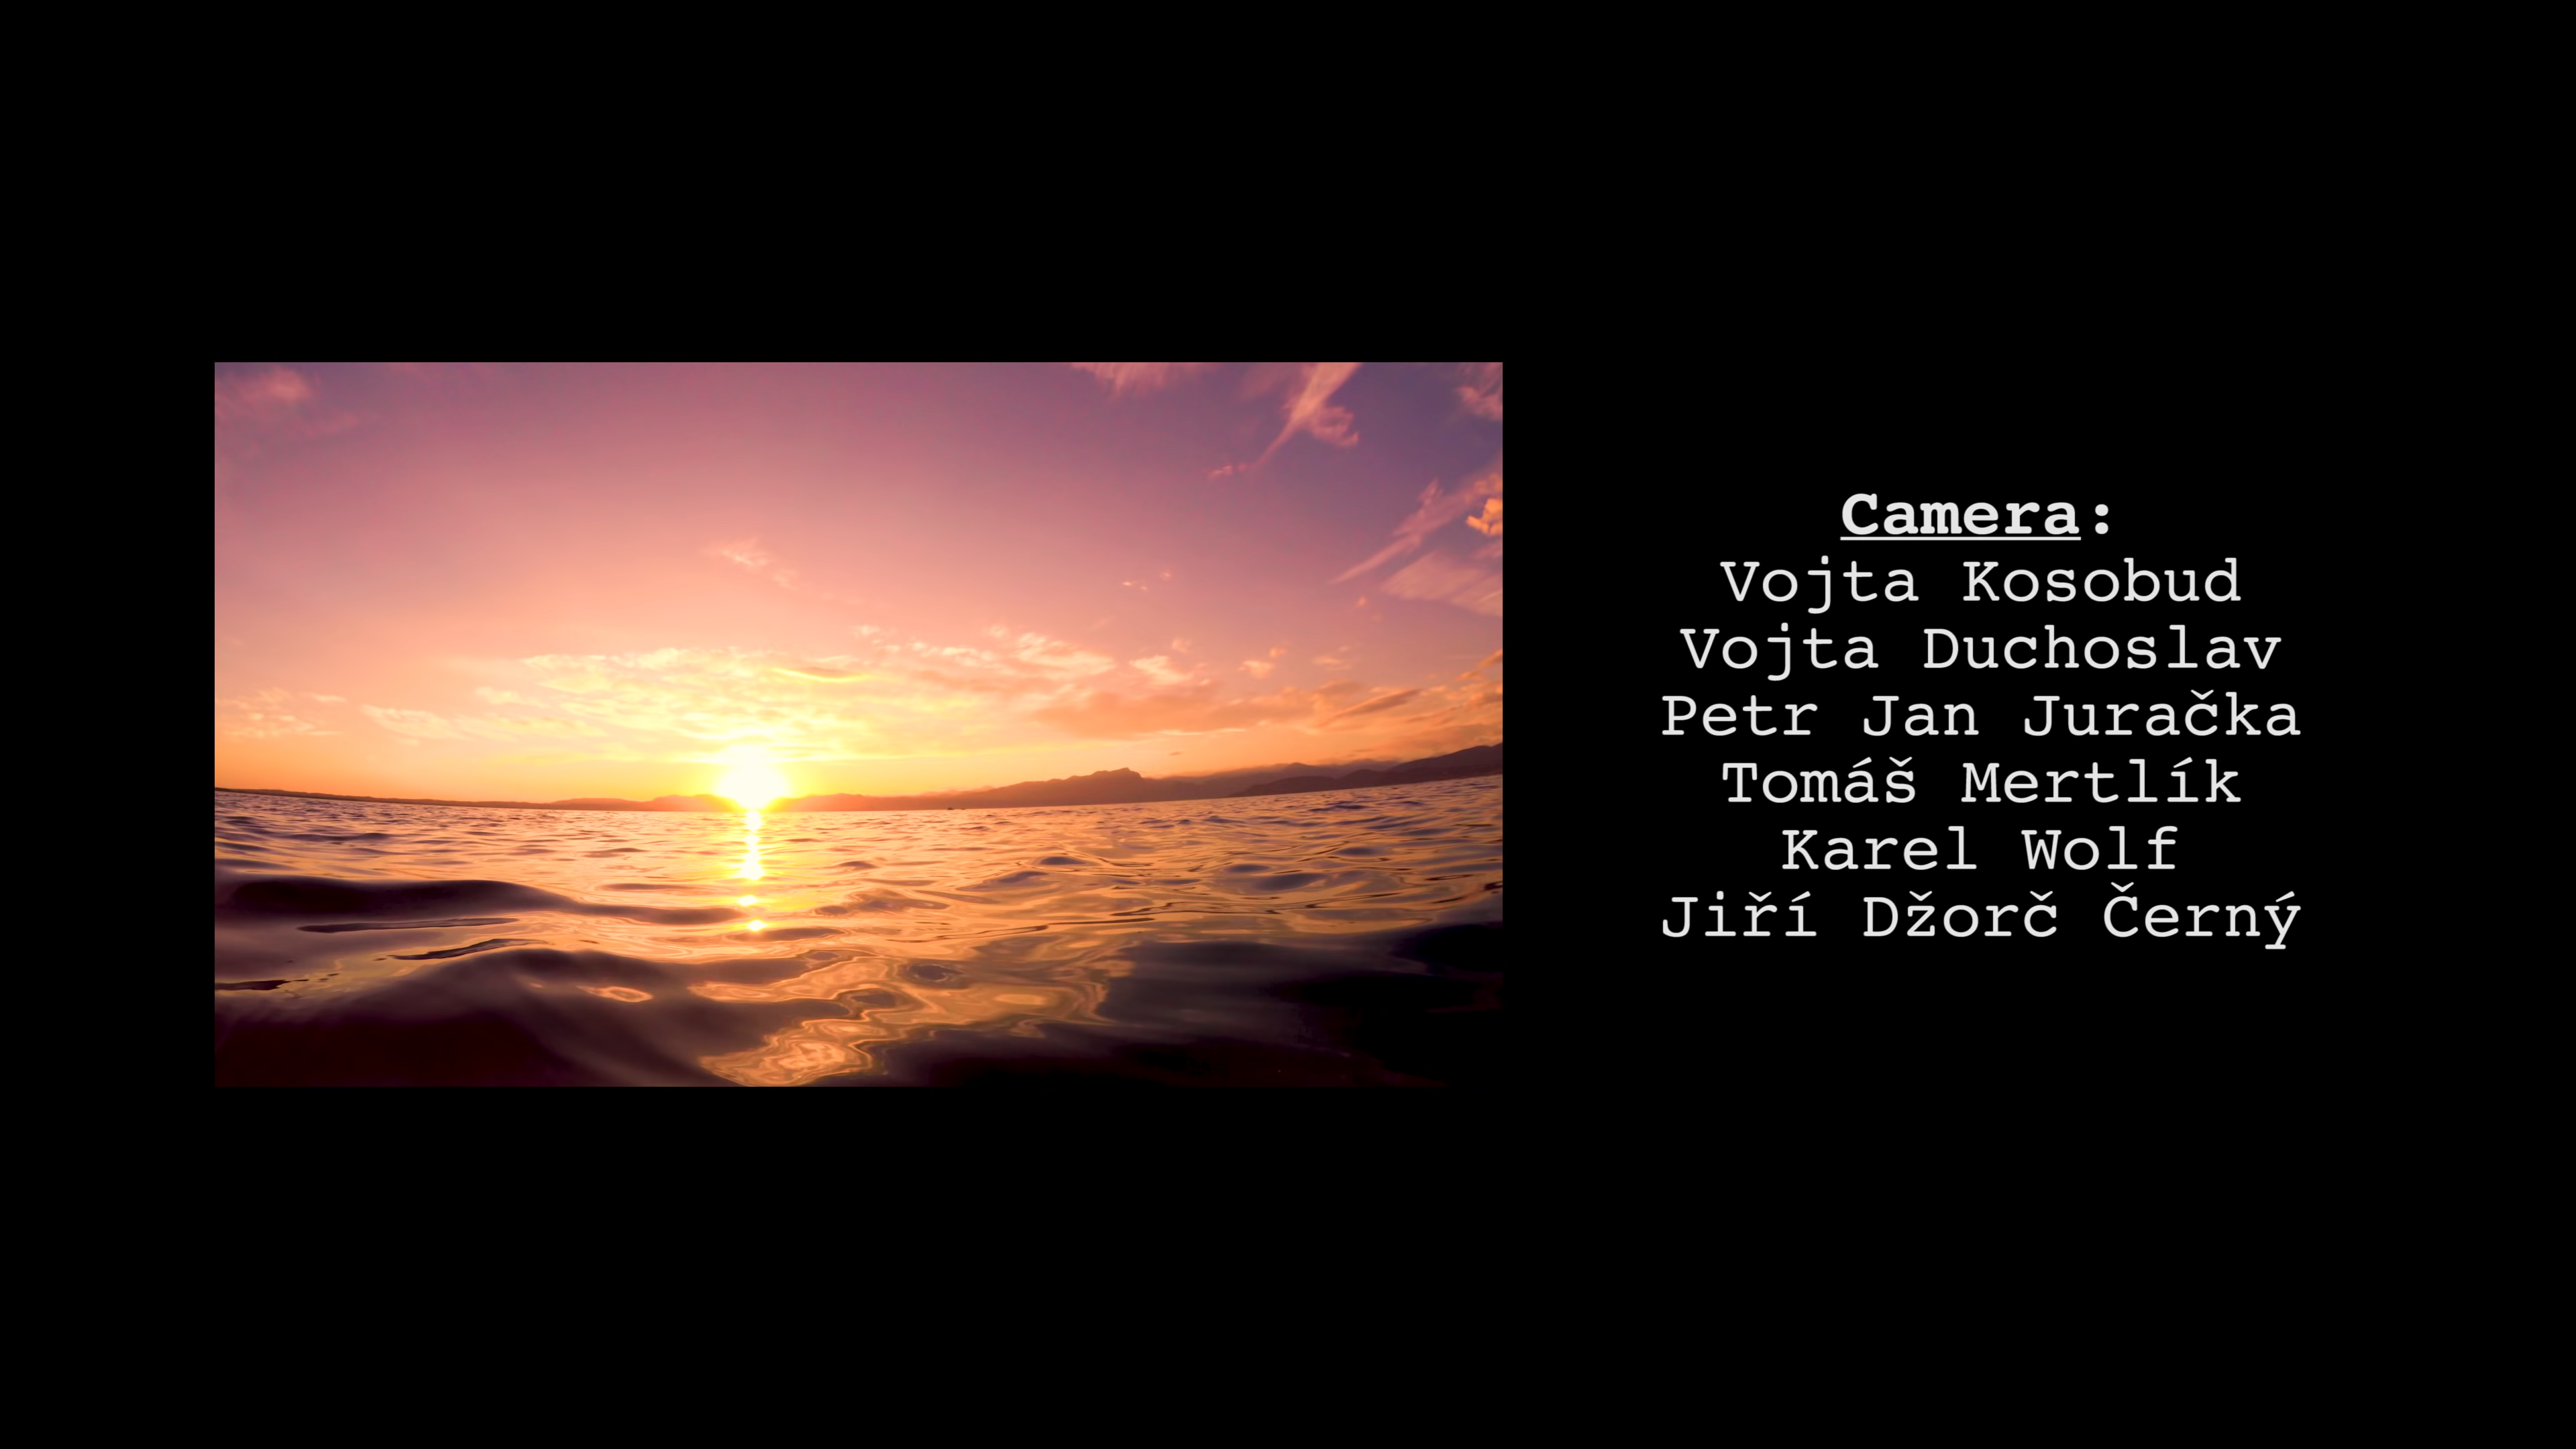 Camera:
Vojta Kosobud
Vojta Duchoslav
Petr Jan Juračka
Tomáš Mertlík
Karel Wolf
Jiří Džorč Černý